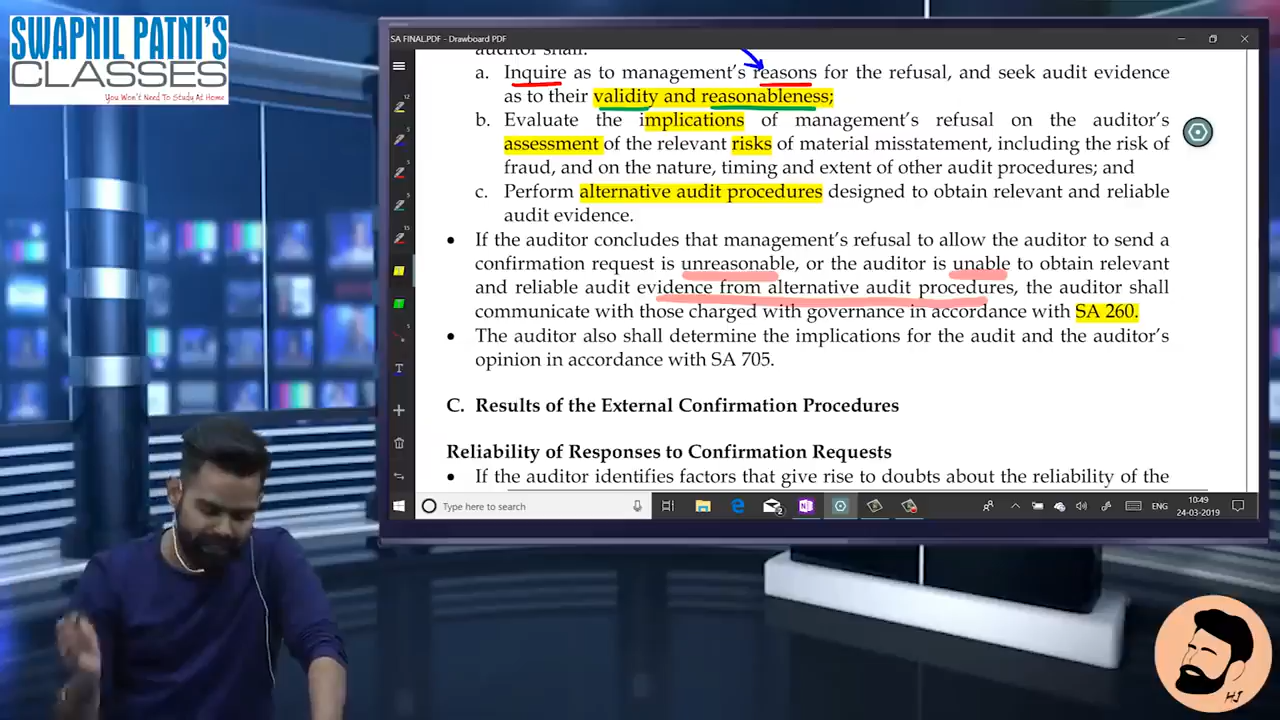 SWAPNIL PATNI'S
CLASSES
You Won't Need To Study At Home
SA FINAL.PDF - Drawboard PDF
auditor shall:
a. Inquire as to management's reasons for the refusal, and seek audit evidence
as to their validity and reasonableness;
b. Evaluate the implications of management's refusal on the auditor's
assessment of the relevant risks of material misstatement, including the risk of
fraud, and on the nature, timing and extent of other audit procedures; and
c. Perform alternative audit procedures designed to obtain relevant and reliable
audit evidence.
• If the auditor concludes that management's refusal to allow the auditor to send a
confirmation request is unreasonable, or the auditor is unable to obtain relevant
and reliable audit evidence from alternative audit procedures, the auditor shall
communicate with those charged with governance in accordance with SA 260.
• The auditor also shall determine the implications for the audit and the auditor's
opinion in accordance with SA 705.
C. Results of the External Confirmation Procedures
Reliability of Responses to Confirmation Requests
• If the auditor identifies factors that give rise to doubts about the reliability of the
Type here to search
2
ENG
10:49
24-03-2019
HJ